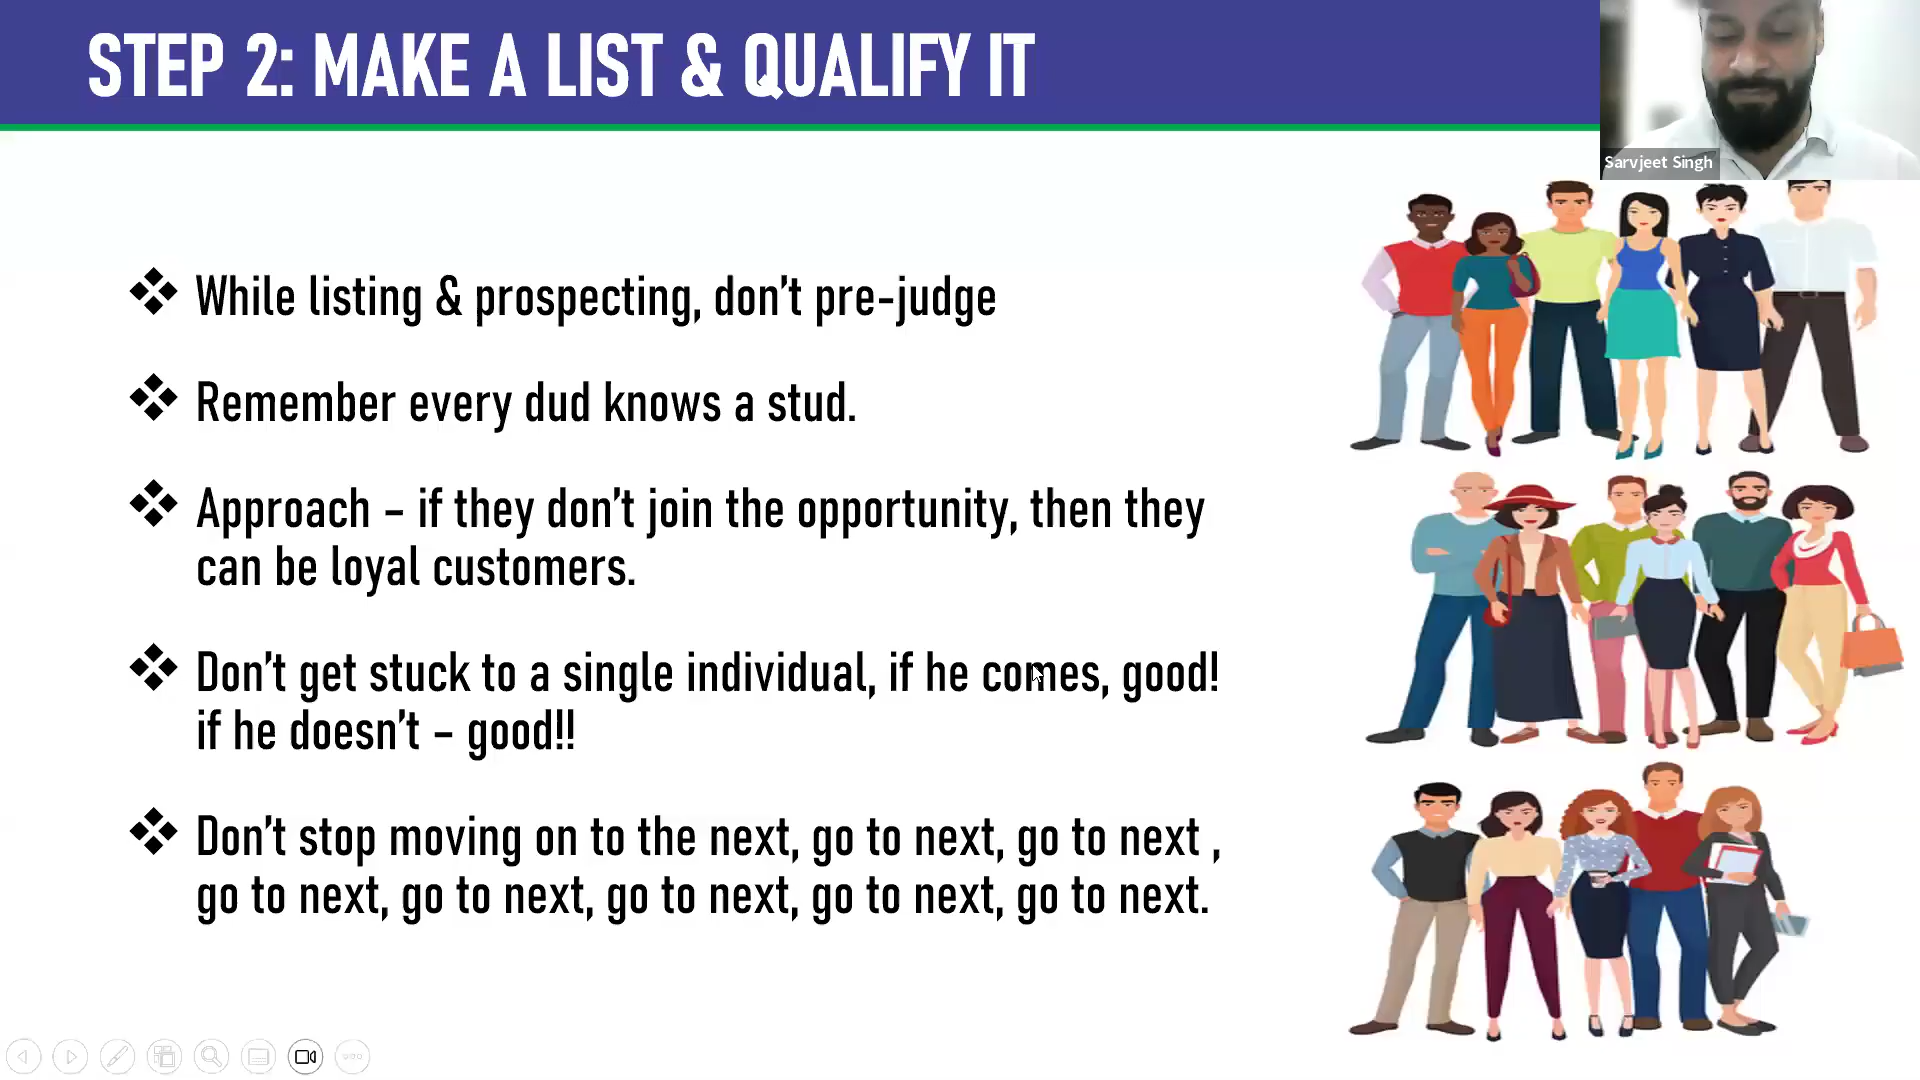 STEP 2: MAKE A LIST & QUALIFY IT
Sarvjeet Singh
While listing & prospecting, don’t pre-judge
Remember every dud knows a stud.
Approach – if they don’t join the opportunity, then they
can be loyal customers.
Don’t get stuck to a single individual, if he comes, good!
if he doesn’t – good!!
Don’t stop moving on to the next, go to next, go to next ,
go to next, go to next, go to next, go to next, go to next.